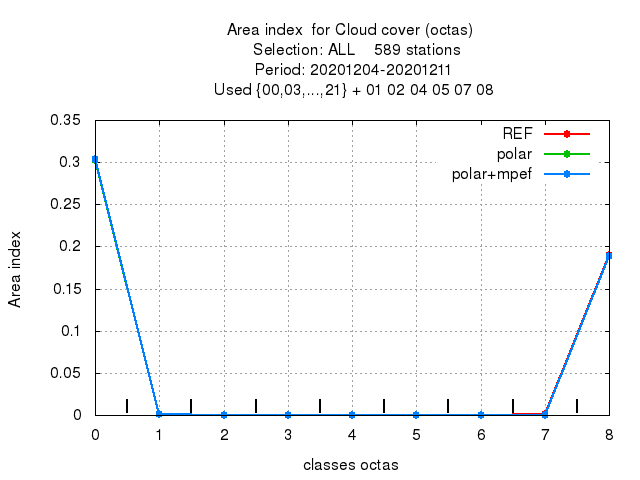 Area index  for Cloud cover (octas)
Selection: ALL    589 stations
Period: 20201204-20201211
Used {00,03,...,21} + 01 02 04 05 07 08
REF
polar
polar+mpef
Area index
0.35
0.3
0.25
0.2
0.15
0.1
0.05
0
0 1 2 3 4 5 6 7 8
classes octas